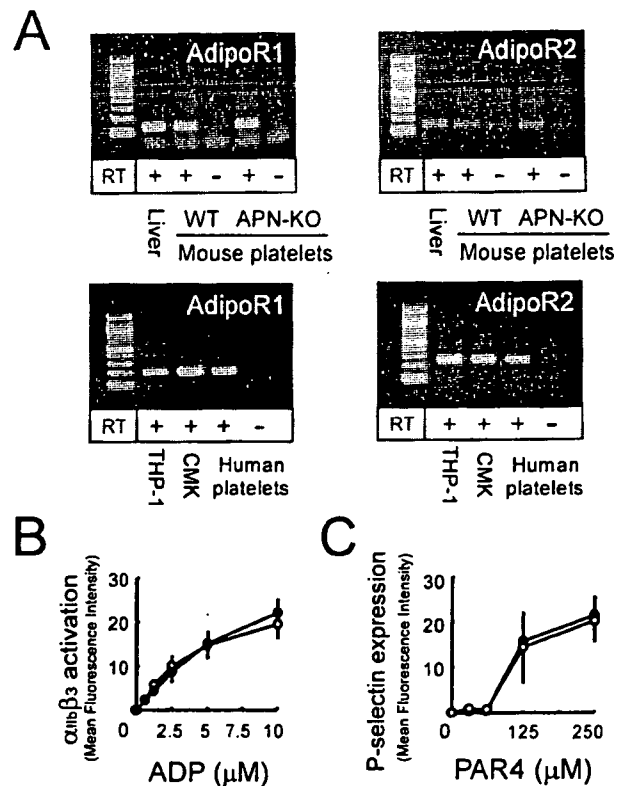 A
AdipoR1
AdipoR2
RT + + - + -
RT + + - + -
Liver
WT APN-KO
Mouse platelets
Liver
WT APN-KO
Mouse platelets
AdipoR1
AdipoR2
RT + + + -
RT + + + -
THP-1
CMK
Human platelets
THP-1
CMK
Human platelets
B
αIIbβ3 activation
(Mean Fluorescence Intensity)
30
20
10
0 2.5 5 7.5 10
ADP (μM)
C
P-selectin expression
(Mean Fluorescence Intensity)
30
20
10
0 125 250
PAR4 (μM)